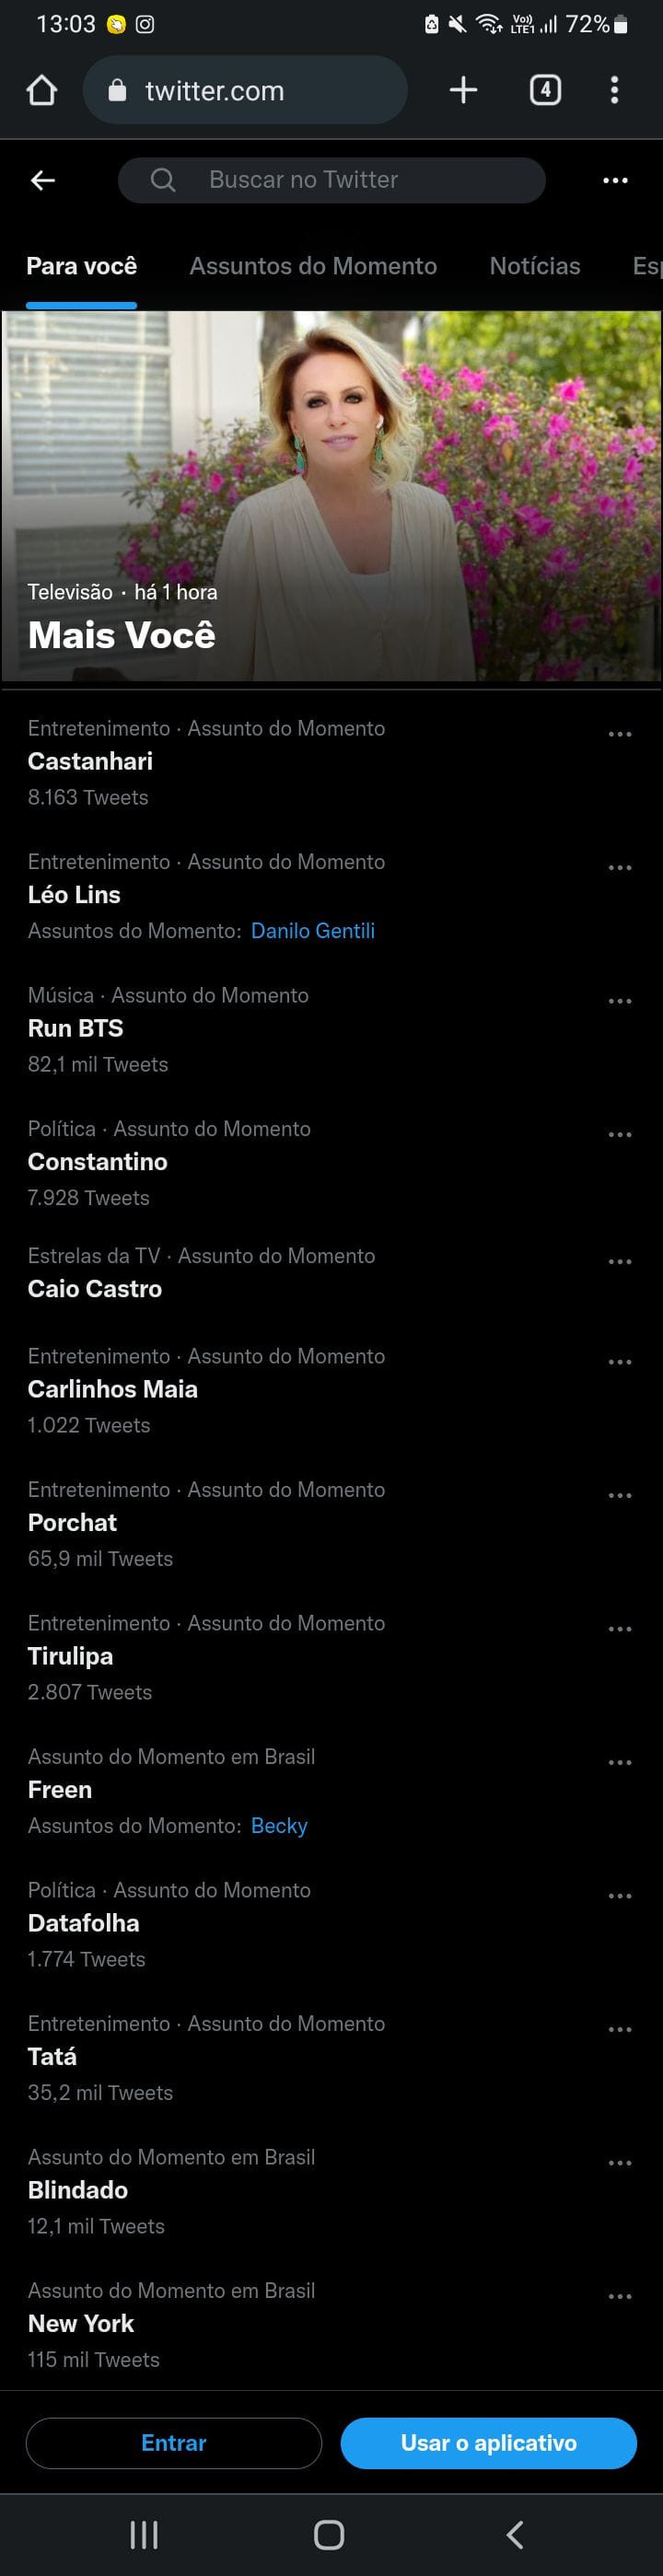 13:03
Vo))
LTE1
72%
twitter.com
4
Buscar no Twitter
Para você
Assuntos do Momento
Notícias
Esp
Televisão · há 1 hora
Mais Você
Entretenimento · Assunto do Momento
Castanhari
8.163 Tweets
Entretenimento · Assunto do Momento
Léo Lins
Assuntos do Momento: Danilo Gentili
Música · Assunto do Momento
Run BTS
82,1 mil Tweets
Política · Assunto do Momento
Constantino
7.928 Tweets
Estrelas da TV · Assunto do Momento
Caio Castro
Entretenimento · Assunto do Momento
Carlinhos Maia
1.022 Tweets
Entretenimento · Assunto do Momento
Porchat
65,9 mil Tweets
Entretenimento · Assunto do Momento
Tirulipa
2.807 Tweets
Assunto do Momento em Brasil
Freen
Assuntos do Momento: Becky
Política · Assunto do Momento
Datafolha
1.774 Tweets
Entretenimento · Assunto do Momento
Tatá
35,2 mil Tweets
Assunto do Momento em Brasil
Blindado
12,1 mil Tweets
Assunto do Momento em Brasil
New York
115 mil Tweets
Entrar
Usar o aplicativo